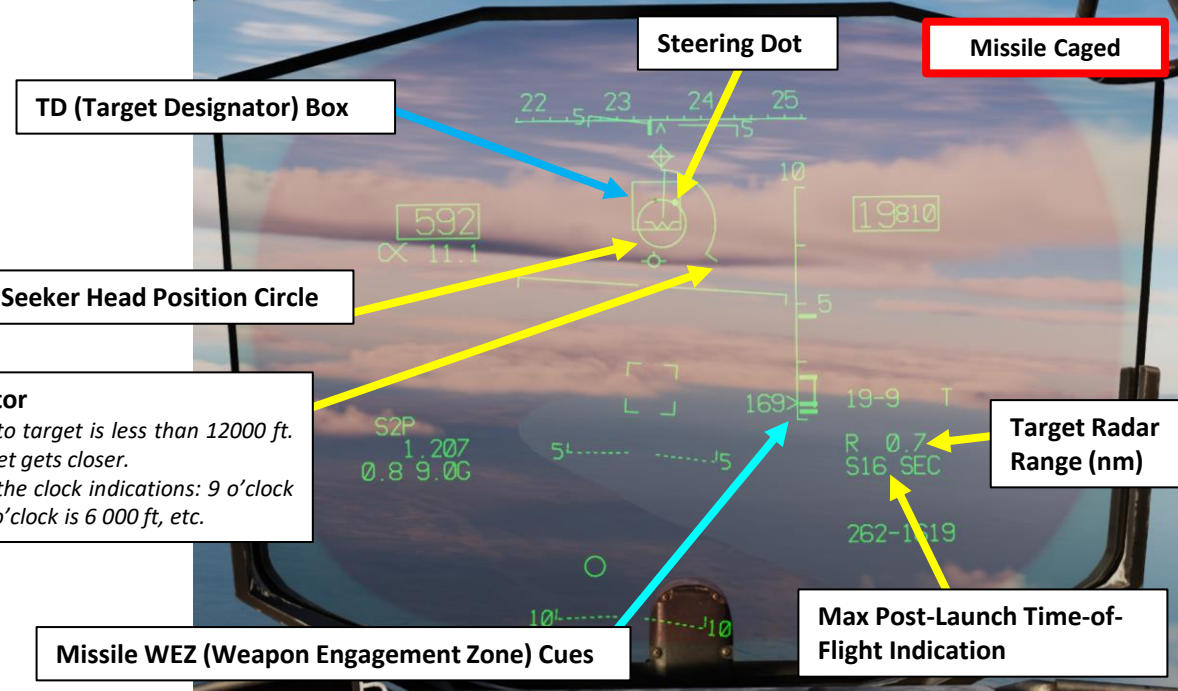 Steering Dot
Missile Caged
TD (Target Designator) Box
22 23 24 25
5 5
10
592
19810
α 11.1
Seeker Head Position Circle
5
tor
to target is less than 12000 ft.
et gets closer.
the clock indications: 9 o’clock
o’clock is 6 000 ft, etc.
169> 19-9 T
S2P
1.207
0.8 9.0G
5 5
R 0.7
S16 SEC
Target Radar
Range (nm)
262-1619
10 10
Max Post-Launch Time-of-
Flight Indication
Missile WEZ (Weapon Engagement Zone) Cues